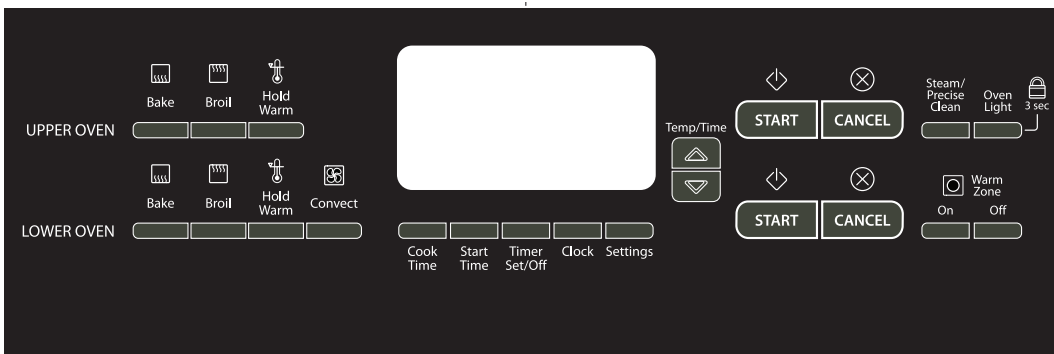 Bake
Broil
Hold
Warm
UPPER OVEN
Bake
Broil
Hold
Warm
Convect
LOWER OVEN
Cook
Time
Start
Time
Timer
Set/Off
Clock
Settings
Temp/Time
START
CANCEL
START
CANCEL
Steam/
Precise
Clean
Oven
Light
3 sec
Warm
Zone
On
Off